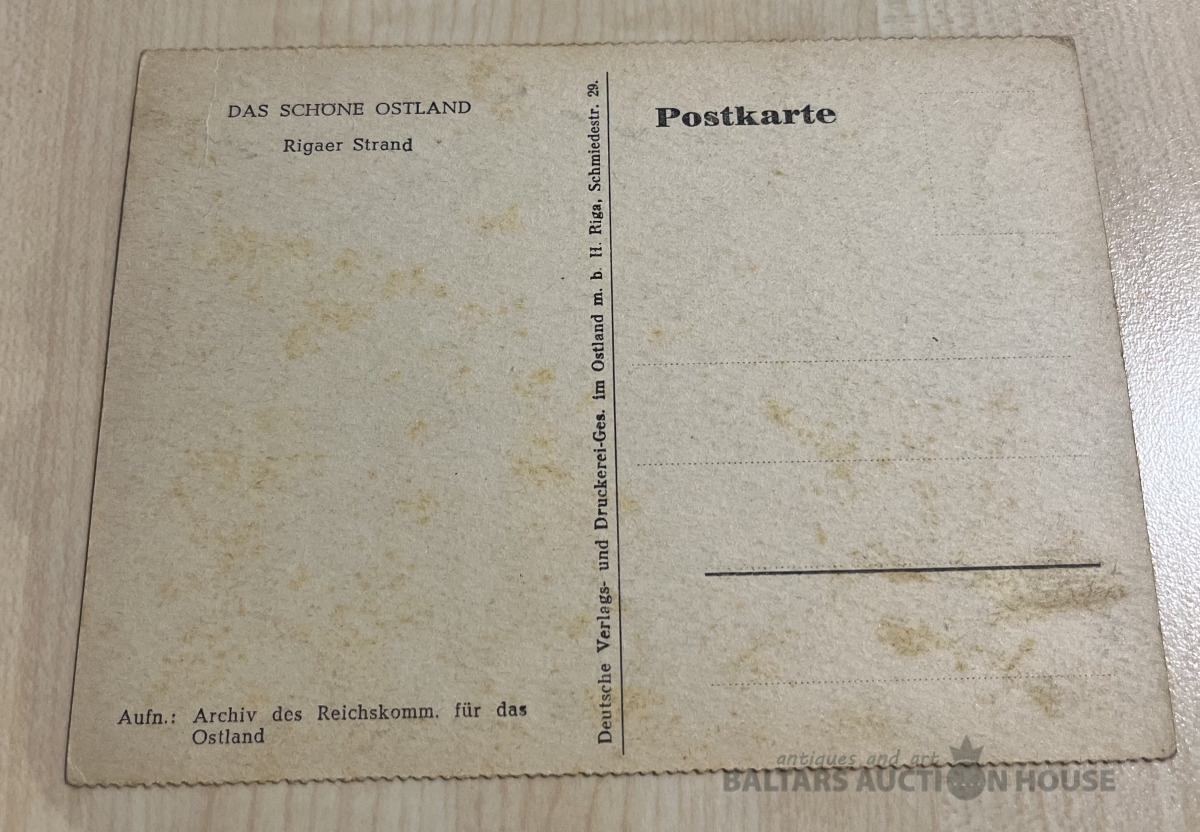 DAS SCHÖNE OSTLAND
Rigaer Strand
Aufn.: Archiv des Reichskomm. für das
Ostland
Deutsche Verlags- und Druckerei-Ges. im Ostland m. b. H. Riga, Schmiedestr. 29.
Postkarte
antiques and art
BALTARS AUCTION HOUSE